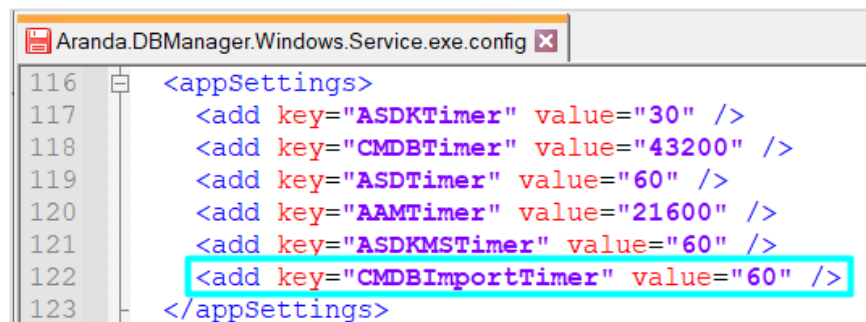 Aranda.DBManager.Windows.Service.exe.config
116 <appSettings>
117 <add key="ASDKTimer" value="30" />
118 <add key="CMDBTimer" value="43200" />
119 <add key="ASDTimer" value="60" />
120 <add key="AAMTimer" value="21600" />
121 <add key="ASDKMSTimer" value="60" />
122 <add key="CMDBImportTimer" value="60" />
123 </appSettings>